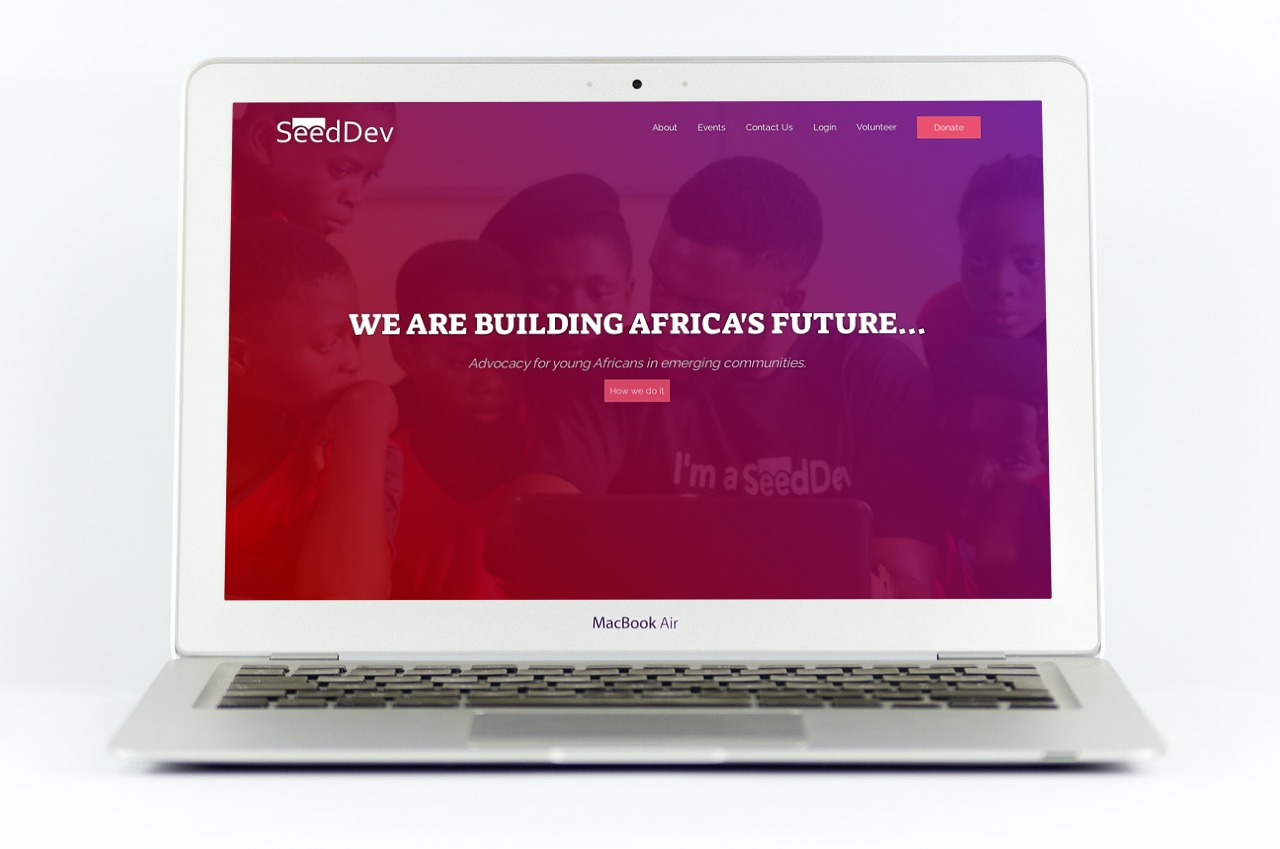 SeedDev
About Events Contact Us Login Volunteer Donate
WE ARE BUILDING AFRICA'S FUTURE...
Advocacy for young Africans in emerging communities.
How we do it
I'm a SeedDev
MacBook Air